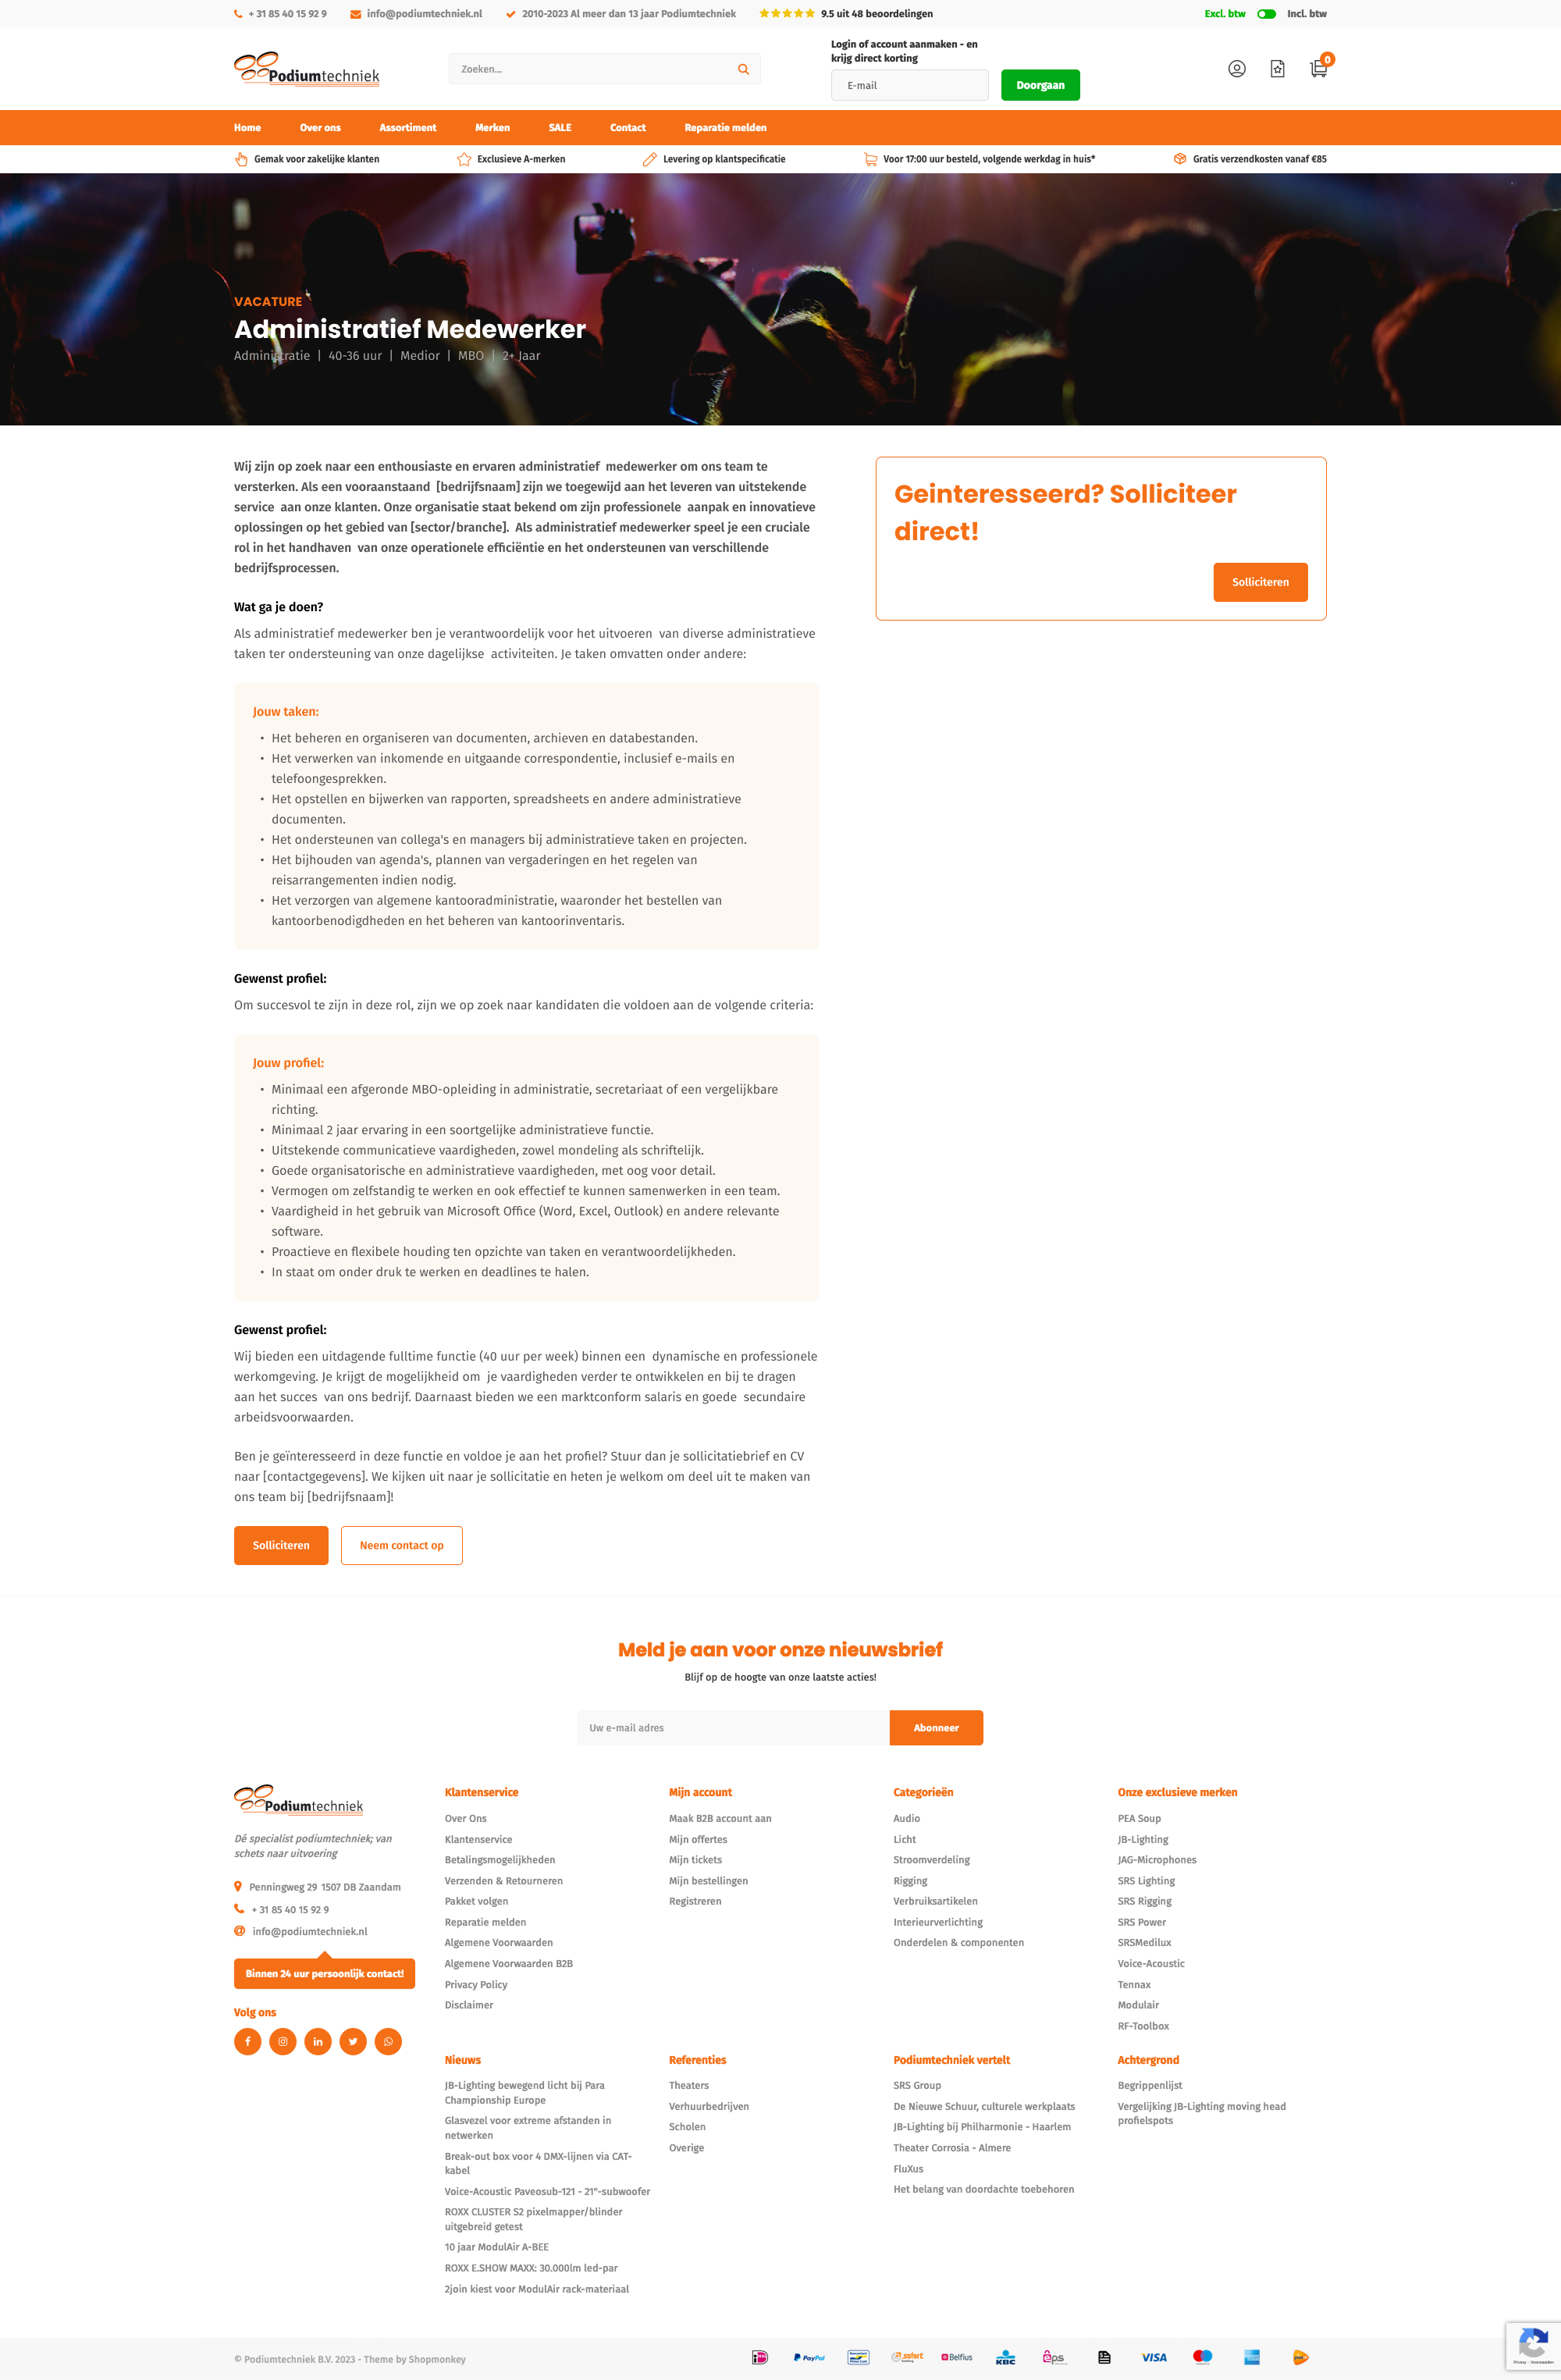 + 31 85 40 15 92 9
info@podiumtechniek.nl
2010-2023 Al meer dan 13 jaar Podiumtechniek
9.5 uit 48 beoordelingen
Excl. btw
Incl. btw
Podiumtechniek
Zoeken...
Login of account aanmaken - en
krijg direct korting
E-mail
Doorgaan
0
Home
Over ons
Assortiment
Merken
SALE
Contact
Reparatie melden
Gemak voor zakelijke klanten
Exclusieve A-merken
Levering op klantspecificatie
Voor 17:00 uur besteld, volgende werkdag in huis*
Gratis verzendkosten vanaf €85
VACATURE
Administratief Medewerker
Administratie | 40-36 uur | Medior | MBO | 2+ Jaar
Wij zijn op zoek naar een enthousiaste en ervaren administratief medewerker om ons team te
versterken. Als een vooraanstaand [bedrijfsnaam] zijn we toegewijd aan het leveren van uitstekende
service aan onze klanten. Onze organisatie staat bekend om zijn professionele aanpak en innovatieve
oplossingen op het gebied van [sector/branche]. Als administratief medewerker speel je een cruciale
rol in het handhaven van onze operationele efficiëntie en het ondersteunen van verschillende
bedrijfsprocessen.
Wat ga je doen?
Als administratief medewerker ben je verantwoordelijk voor het uitvoeren van diverse administratieve
taken ter ondersteuning van onze dagelijkse activiteiten. Je taken omvatten onder andere:
Jouw taken:
• Het beheren en organiseren van documenten, archieven en databestanden.
• Het verwerken van inkomende en uitgaande correspondentie, inclusief e-mails en
telefoongesprekken.
• Het opstellen en bijwerken van rapporten, spreadsheets en andere administratieve
documenten.
• Het ondersteunen van collega's en managers bij administratieve taken en projecten.
• Het bijhouden van agenda's, plannen van vergaderingen en het regelen van
reisarrangementen indien nodig.
• Het verzorgen van algemene kantooradministratie, waaronder het bestellen van
kantoorbenodigdheden en het beheren van kantoorinventaris.
Gewenst profiel:
Om succesvol te zijn in deze rol, zijn we op zoek naar kandidaten die voldoen aan de volgende criteria:
Jouw profiel:
• Minimaal een afgeronde MBO-opleiding in administratie, secretariaat of een vergelijkbare
richting.
• Minimaal 2 jaar ervaring in een soortgelijke administratieve functie.
• Uitstekende communicatieve vaardigheden, zowel mondeling als schriftelijk.
• Goede organisatorische en administratieve vaardigheden, met oog voor detail.
• Vermogen om zelfstandig te werken en ook effectief te kunnen samenwerken in een team.
• Vaardigheid in het gebruik van Microsoft Office (Word, Excel, Outlook) en andere relevante
software.
• Proactieve en flexibele houding ten opzichte van taken en verantwoordelijkheden.
• In staat om onder druk te werken en deadlines te halen.
Gewenst profiel:
Wij bieden een uitdagende fulltime functie (40 uur per week) binnen een dynamische en professionele
werkomgeving. Je krijgt de mogelijkheid om je vaardigheden verder te ontwikkelen en bij te dragen
aan het succes van ons bedrijf. Daarnaast bieden we een marktconform salaris en goede secundaire
arbeidsvoorwaarden.
Ben je geïnteresseerd in deze functie en voldoe je aan het profiel? Stuur dan je sollicitatiebrief en CV
naar [contactgegevens]. We kijken uit naar je sollicitatie en heten je welkom om deel uit te maken van
ons team bij [bedrijfsnaam]!
Solliciteren
Neem contact op
Geinteresseerd? Solliciteer
direct!
Solliciteren
Meld je aan voor onze nieuwsbrief
Blijf op de hoogte van onze laatste acties!
Uw e-mail adres
Abonneer
Podiumtechniek
Dé specialist podiumtechniek; van
schets naar uitvoering
Penningweg 29 1507 DB Zaandam
+ 31 85 40 15 92 9
info@podiumtechniek.nl
Binnen 24 uur persoonlijk contact!
Volg ons
Klantenservice
Over Ons
Klantenservice
Betalingsmogelijkheden
Verzenden & Retourneren
Pakket volgen
Reparatie melden
Algemene Voorwaarden
Algemene Voorwaarden B2B
Privacy Policy
Disclaimer
Mijn account
Maak B2B account aan
Mijn offertes
Mijn tickets
Mijn bestellingen
Registreren
Categorieën
Audio
Licht
Stroomverdeling
Rigging
Verbruiksartikelen
Interieurverlichting
Onderdelen & componenten
Onze exclusieve merken
PEA Soup
JB-Lighting
JAG-Microphones
SRS Lighting
SRS Rigging
SRS Power
SRSMedilux
Voice-Acoustic
Tennax
Modulair
RF-Toolbox
Nieuws
JB-Lighting bewegend licht bij Para
Championship Europe
Glasvezel voor extreme afstanden in
netwerken
Break-out box voor 4 DMX-lijnen via CAT-
kabel
Voice-Acoustic Paveosub-121 - 21"-subwoofer
ROXX CLUSTER S2 pixelmapper/blinder
uitgebreid getest
10 jaar ModulAir A-BEE
ROXX E.SHOW MAXX: 30.000lm led-par
2join kiest voor ModulAir rack-materiaal
Referenties
Theaters
Verhuurbedrijven
Scholen
Overige
Podiumtechniek vertelt
SRS Group
De Nieuwe Schuur, culturele werkplaats
JB-Lighting bij Philharmonie - Haarlem
Theater Corrosia - Almere
FluXus
Het belang van doordachte toebehoren
Achtergrond
Begrippenlijst
Vergelijking JB-Lighting moving head
profielspots
© Podiumtechniek B.V. 2023 - Theme by Shopmonkey
PayPal
Belfius
KBC
eps
VISA
Privacy - Voorwaarden